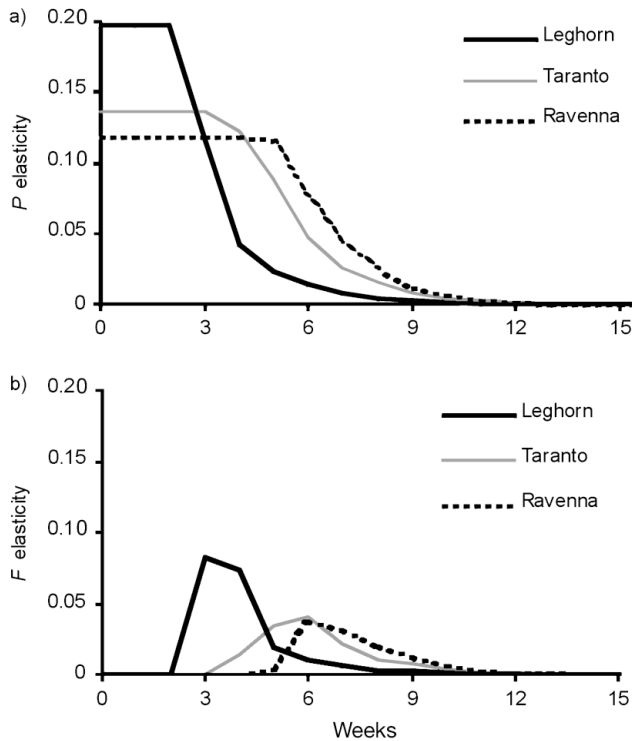 a)
0.20
0.15
0.10
0.05
0
P elasticity
Leghorn
Taranto
Ravenna
0 3 6 9 12 15
b)
0.20
0.15
0.10
0.05
0
F elasticity
Leghorn
Taranto
Ravenna
0 3 6 9 12 15
Weeks